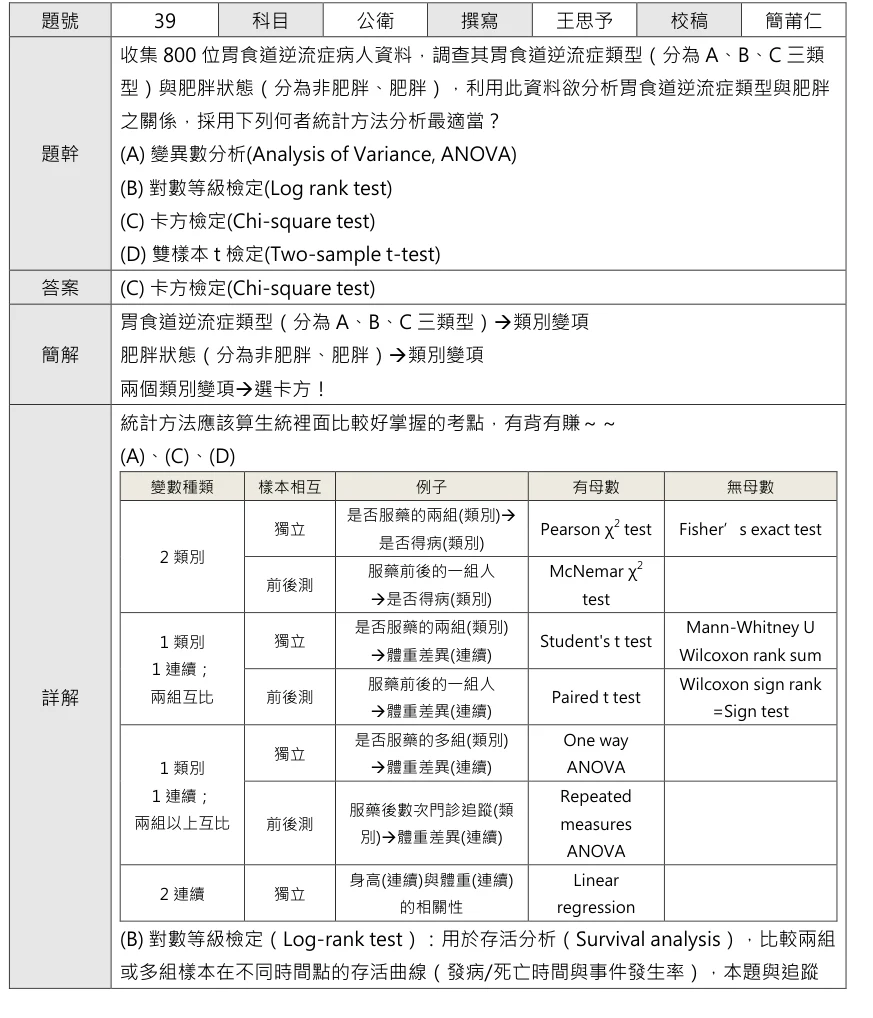 題號 39 科目 公衛 撰寫 王思予 校稿 簡莆仁
題幹
收集 800 位胃食道逆流症病人資料，調查其胃食道逆流症類型（分為 A、B、C 三類
型）與肥胖狀態（分為非肥胖、肥胖），利用此資料欲分析胃食道逆流症類型與肥胖
之關係，採用下列何者統計方法分析最適當？
(A) 變異數分析(Analysis of Variance, ANOVA)
(B) 對數等級檢定(Log rank test)
(C) 卡方檢定(Chi-square test)
(D) 雙樣本 t 檢定(Two-sample t-test)
答案 (C) 卡方檢定(Chi-square test)
簡解
胃食道逆流症類型（分為 A、B、C 三類型）→類別變項
肥胖狀態（分為非肥胖、肥胖）→類別變項
兩個類別變項→選卡方！
詳解
統計方法應該算生統裡面比較好掌握的考點，有背有賺～～
(A)、(C)、(D)
變數種類 樣本相互 例子 有母數 無母數
2 類別
獨立
是否服藥的兩組(類別)→
是否得病(類別)
Pearson χ² test
Fisher’s exact test
前後測
服藥前後的一組人
→是否得病(類別)
McNemar χ²
test
1 類別
1 連續；
兩組互比
獨立
是否服藥的兩組(類別)
→體重差異(連續)
Student's t test
Mann-Whitney U
Wilcoxon rank sum
前後測
服藥前後的一組人
→體重差異(連續)
Paired t test
Wilcoxon sign rank
=Sign test
1 類別
1 連續；
兩組以上互比
獨立
是否服藥的多組(類別)
→體重差異(連續)
One way
ANOVA
前後測
服藥後數次門診追蹤(類
別)→體重差異(連續)
Repeated
measures
ANOVA
2 連續
獨立
身高(連續)與體重(連續)
的相關性
Linear
regression
(B) 對數等級檢定（Log-rank test）：用於存活分析（Survival analysis），比較兩組
或多組樣本在不同時間點的存活曲線（發病/死亡時間與事件發生率），本題與追蹤